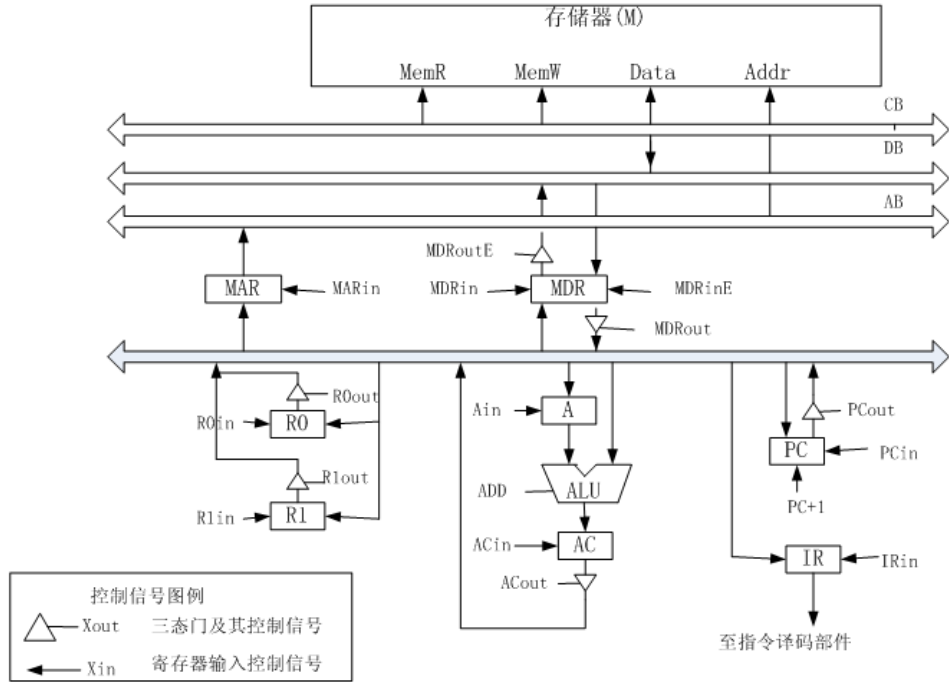 存储器(M)
MemR MemW Data Addr
CB
DB
AB
MDRoutE
MAR MARin MDRin MDR MDRinE
MDRout
R0out
R0in R0
Ain A
PCout
PC PCin
R1out
ADD ALU
PC+1
R1in R1
ACin AC
IR IRin
ACout
控制信号图例
Xout 三态门及其控制信号
Xin 寄存器输入控制信号
至指令译码部件